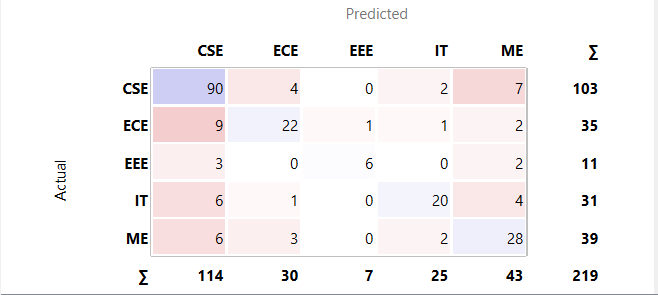 Predicted
CSE ECE EEE IT ME ∑
CSE 90 4 0 2 7 103
ECE 9 22 1 1 2 35
Actual
EEE 3 0 6 0 2 11
IT 6 1 0 20 4 31
ME 6 3 0 2 28 39
∑ 114 30 7 25 43 219